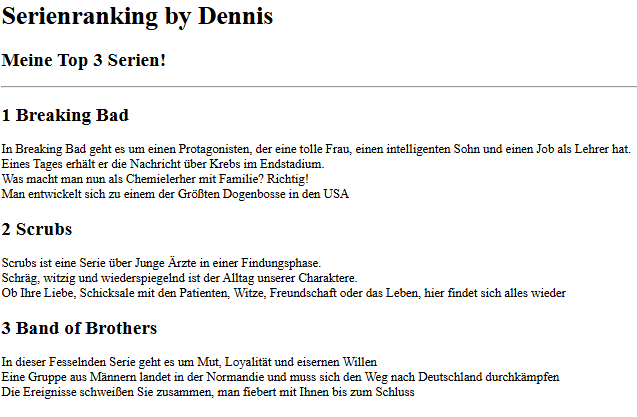 Serienranking by Dennis
Meine Top 3 Serien!
1 Breaking Bad
In Breaking Bad geht es um einen Protagonisten, der eine tolle Frau, einen intelligenten Sohn und einen Job als Lehrer hat.
Eines Tages erhält er die Nachricht über Krebs im Endstadium.
Was macht man nun als Chemielerher mit Familie? Richtig!
Man entwickelt sich zu einem der Größten Dogenbosse in den USA
2 Scrubs
Scrubs ist eine Serie über Junge Ärzte in einer Findungsphase.
Schräg, witzig und wiederspiegelnd ist der Alltag unserer Charaktere.
Ob Ihre Liebe, Schicksale mit den Patienten, Witze, Freundschaft oder das Leben, hier findet sich alles wieder
3 Band of Brothers
In dieser Fesselnden Serie geht es um Mut, Loyalität und eisernen Willen
Eine Gruppe aus Männern landet in der Normandie und muss sich den Weg nach Deutschland durchkämpfen
Die Ereignisse schweißen Sie zusammen, man fiebert mit Ihnen bis zum Schluss